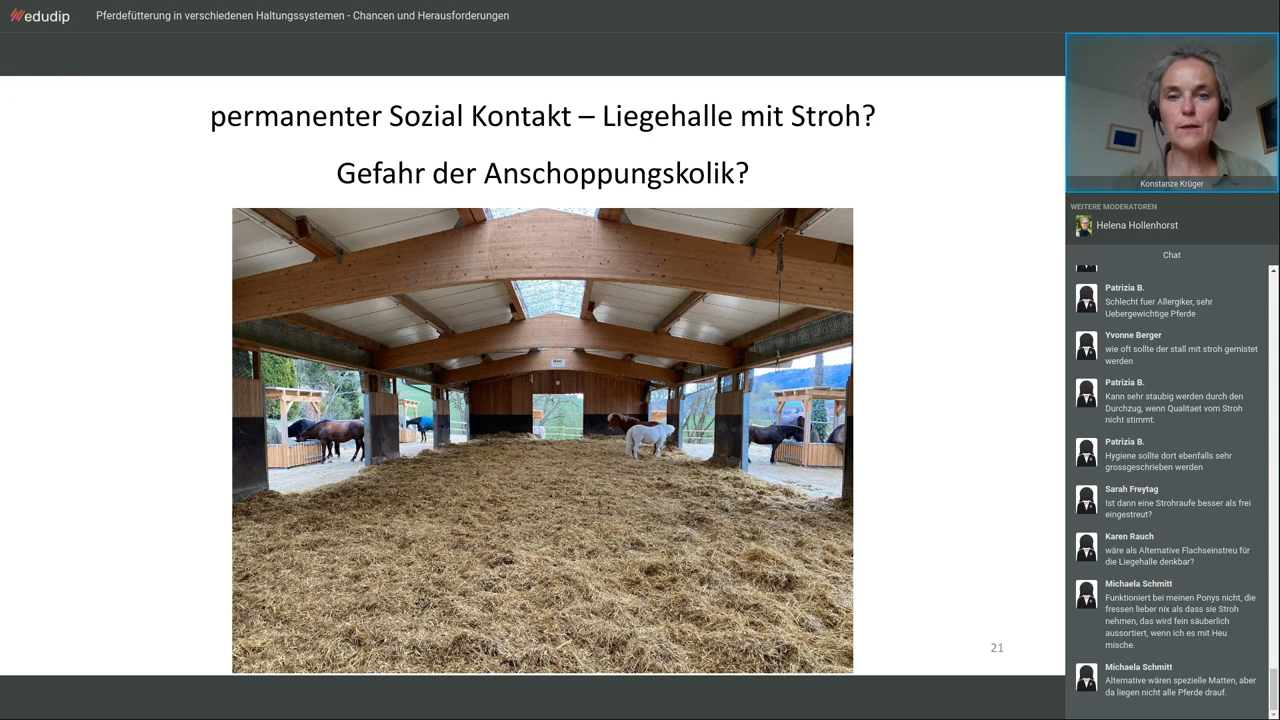 edudip
Pferdefütterung in verschiedenen Haltungssystemen - Chancen und Herausforderungen
permanenter Sozial Kontakt – Liegehalle mit Stroh?
Gefahr der Anschoppungskolik?
21
Konstanze Krüger
WEITERE MODERATOREN
Helena Hollenhorst
Chat
Patrizia B.
Schlecht fuer Allergiker, sehr
Uebergewichtige Pferde
Yvonne Berger
wie oft sollte der stall mit stroh gemistet
werden
Patrizia B.
Kann sehr staubig werden durch den
Durchzug, wenn Qualitaet vom Stroh
nicht stimmt.
Patrizia B.
Hygiene sollte dort ebenfalls sehr
grossgeschrieben werden
Sarah Freytag
Ist dann eine Strohraufe besser als frei
eingestreut?
Karen Rauch
wäre als Alternative Flachseinstreu für
die Liegehalle denkbar?
Michaela Schmitt
Funktioniert bei meinen Ponys nicht, die
fressen lieber nix als dass sie Stroh
nehmen, das wird fein säuberlich
aussortiert, wenn ich es mit Heu
mische.
Michaela Schmitt
Alternative wären spezielle Matten, aber
da liegen nicht alle Pferde drauf.